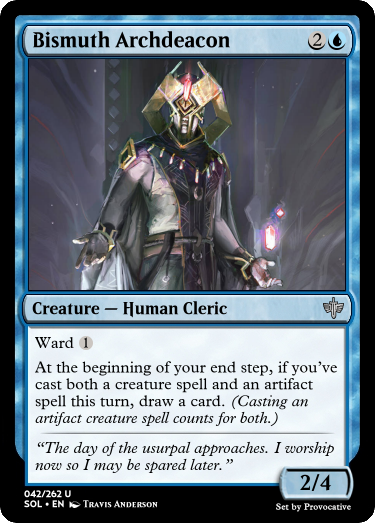 Bismuth Archdeacon 2
Creature — Human Cleric
Ward 1
At the beginning of your end step, if you’ve
cast both a creature spell and an artifact
spell this turn, draw a card. (Casting an
artifact creature spell counts for both.)
“The day of the usurpal approaches. I worship
now so I may be spared later.”
2/4
042/262 U
SOL • EN Travis Anderson
Set by Provocative